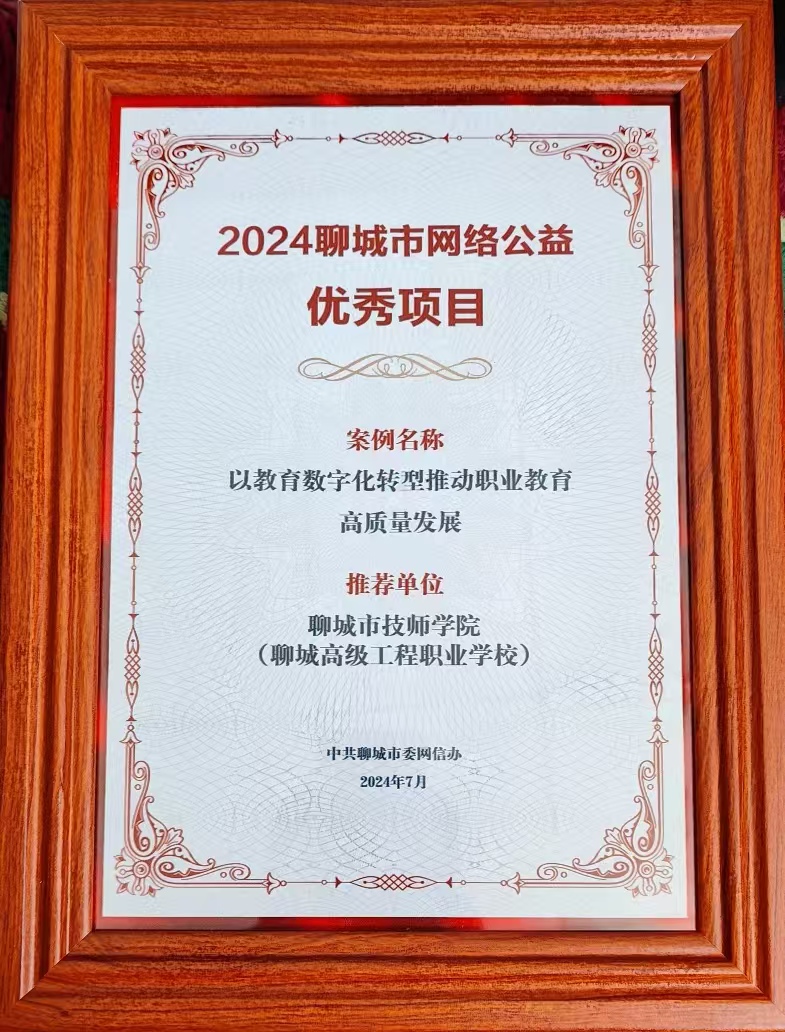 2024聊城市网络公益
优秀项目
案例名称
以教育数字化转型推动职业教育
高质量发展
推荐单位
聊城市技师学院
（聊城高级工程职业学校）
中共聊城市委网信办
2024年7月